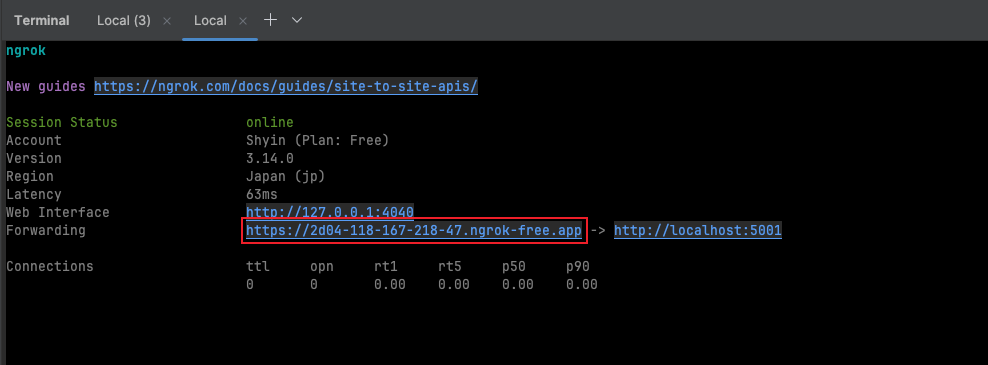 Terminal Local (3) × Local ×
ngrok
New guides https://ngrok.com/docs/guides/site-to-site-apis/
Session Status online
Account Shyin (Plan: Free)
Version 3.14.0
Region Japan (jp)
Latency 63ms
Web Interface http://127.0.0.1:4040
Forwarding https://2d04-118-167-218-47.ngrok-free.app -> http://localhost:5001
Connections ttl opn rt1 rt5 p50 p90
0 0 0.00 0.00 0.00 0.00